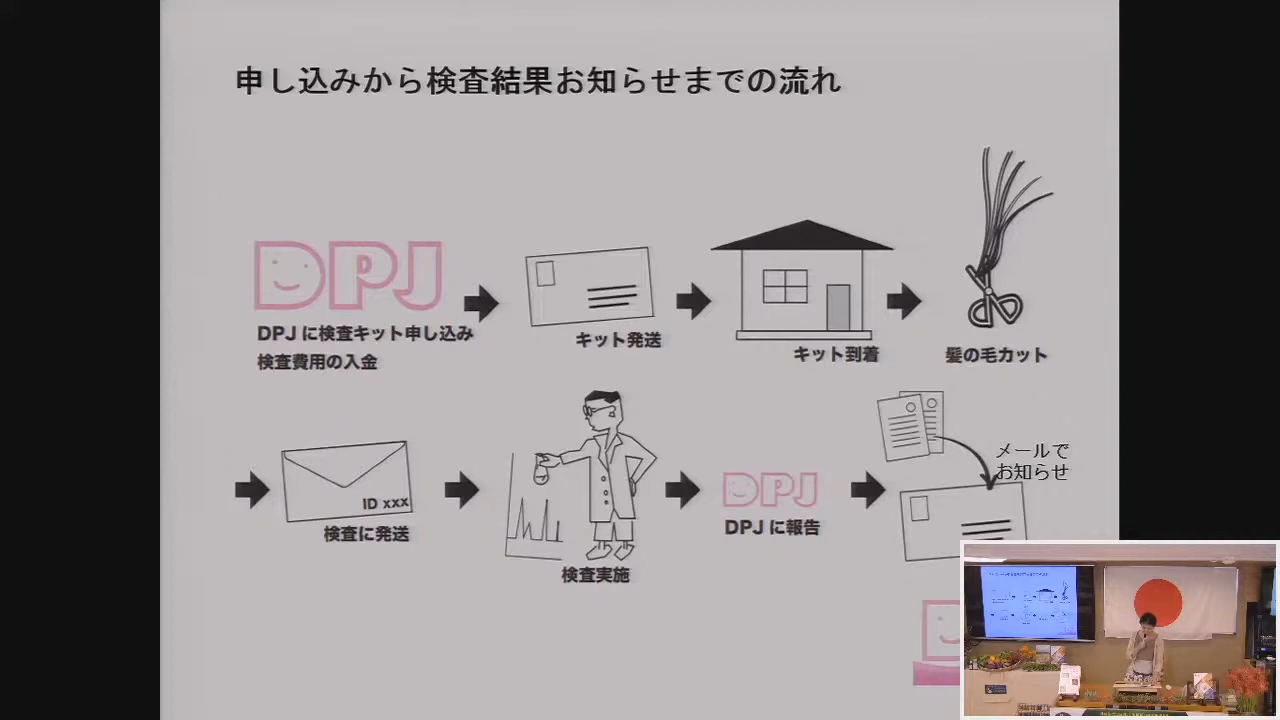 申し込みから検査結果お知らせまでの流れ
DPJ
DPJ に検査キット申し込み
検査費用の入金
キット発送
キット到着
髪の毛カット
ID xxx
検査に発送
検査実施
DPJ
DPJ に報告
メールで
お知らせ